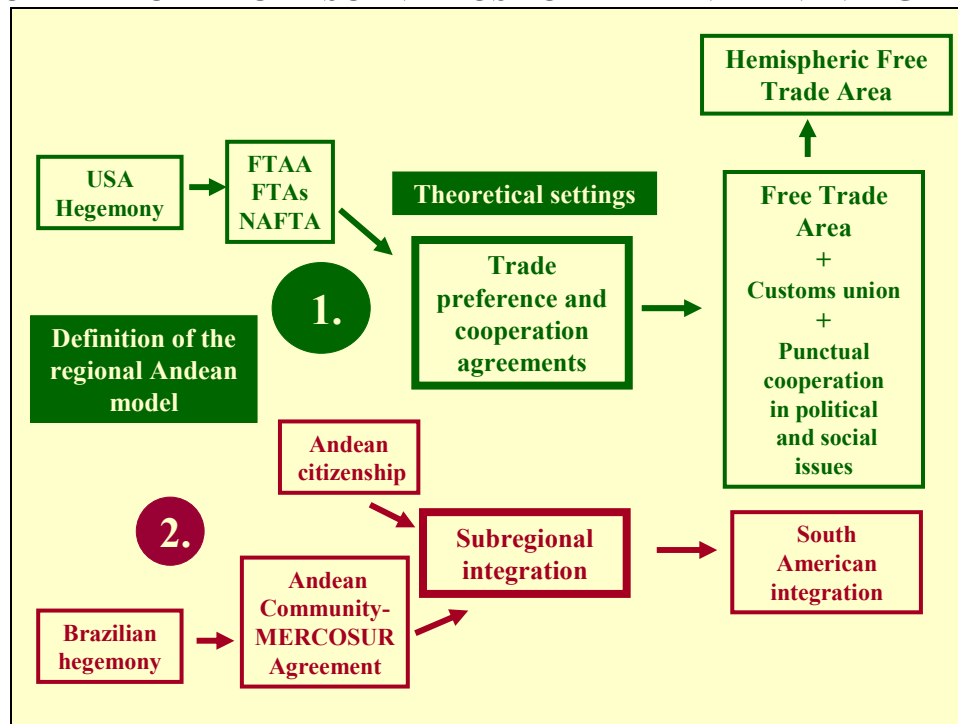 Hemispheric Free
Trade Area
USA
Hegemony
FTAA
FTAs
NAFTA
Theoretical settings
Free Trade
Area
+
Customs union
+
Punctual
cooperation
in political
and social
issues
Trade
preference and
cooperation
agreements
1.
Definition of the
regional Andean
model
Andean
citizenship
2.
Subregional
integration
South
American
integration
Andean
Community-
MERCOSUR
Agreement
Brazilian
hegemony